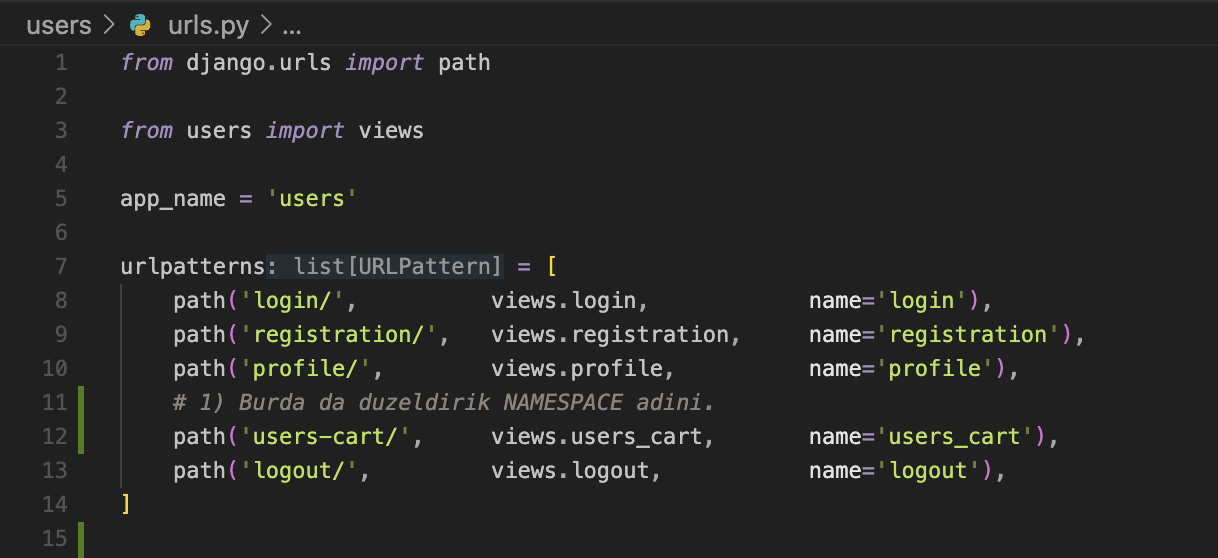 users > urls.py > ...
1 from django.urls import path
2
3 from users import views
4
5 app_name = 'users'
6
7 urlpatterns: list[URLPattern] = [
8     path('login/',          views.login,            name='login'),
9     path('registration/',   views.registration,     name='registration'),
10     path('profile/',        views.profile,          name='profile'),
11     # 1) Burda da duzeldirik NAMESPACE adini.
12     path('users-cart/',     views.users_cart,       name='users_cart'),
13     path('logout/',         views.logout,           name='logout'),
14 ]
15